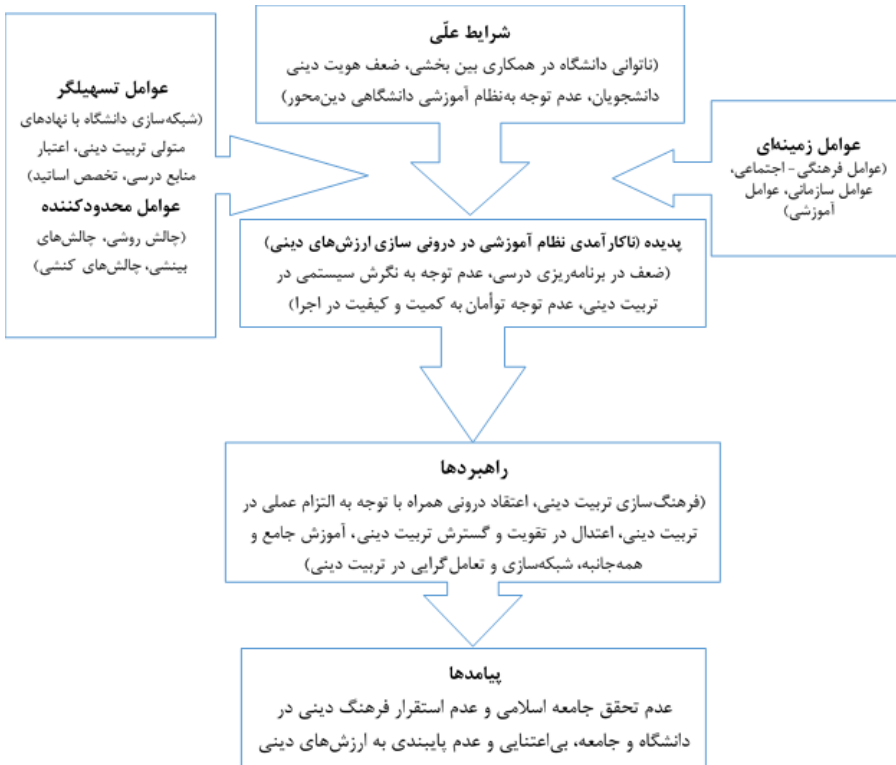 شرایط علّی
(ناتوانی دانشگاه در همکاری بین بخشی، ضعف هویت دینی
دانشجویان، عدم توجه به‌نظام آموزشی دانشگاهی دین‌محور)
عوامل زمینه‌ای
(عوامل فرهنگی- اجتماعی،
عوامل سازمانی، عوامل
آموزشی)
عوامل تسهیلگر
(شبکه‌سازی دانشگاه با نهادهای
متولی تربیت دینی، اعتبار
منابع درسی، تخصص اساتید)
عوامل محدودکننده
(چالش روشی، چالش‌های
بینشی، چالش‌های کنشی)
پدیده (ناکارآمدی نظام آموزشی در درونی سازی ارزش‌های دینی)
(ضعف در برنامه‌ریزی درسی، عدم توجه به نگرش سیستمی در
تربیت دینی، عدم توجه توأمان به کمیت و کیفیت در اجرا)
راهبردها
(فرهنگ‌سازی تربیت دینی، اعتقاد درونی همراه با توجه به التزام عملی در
تربیت دینی، اعتدال در تقویت و گسترش تربیت دینی، آموزش جامع و
همه‌جانبه، شبکه‌سازی و تعامل‌گرایی در تربیت دینی)
پیامدها
عدم تحقق جامعه اسلامی و عدم استقرار فرهنگ دینی در
دانشگاه و جامعه، بی‌اعتنایی و عدم پایبندی به ارزش‌های دینی